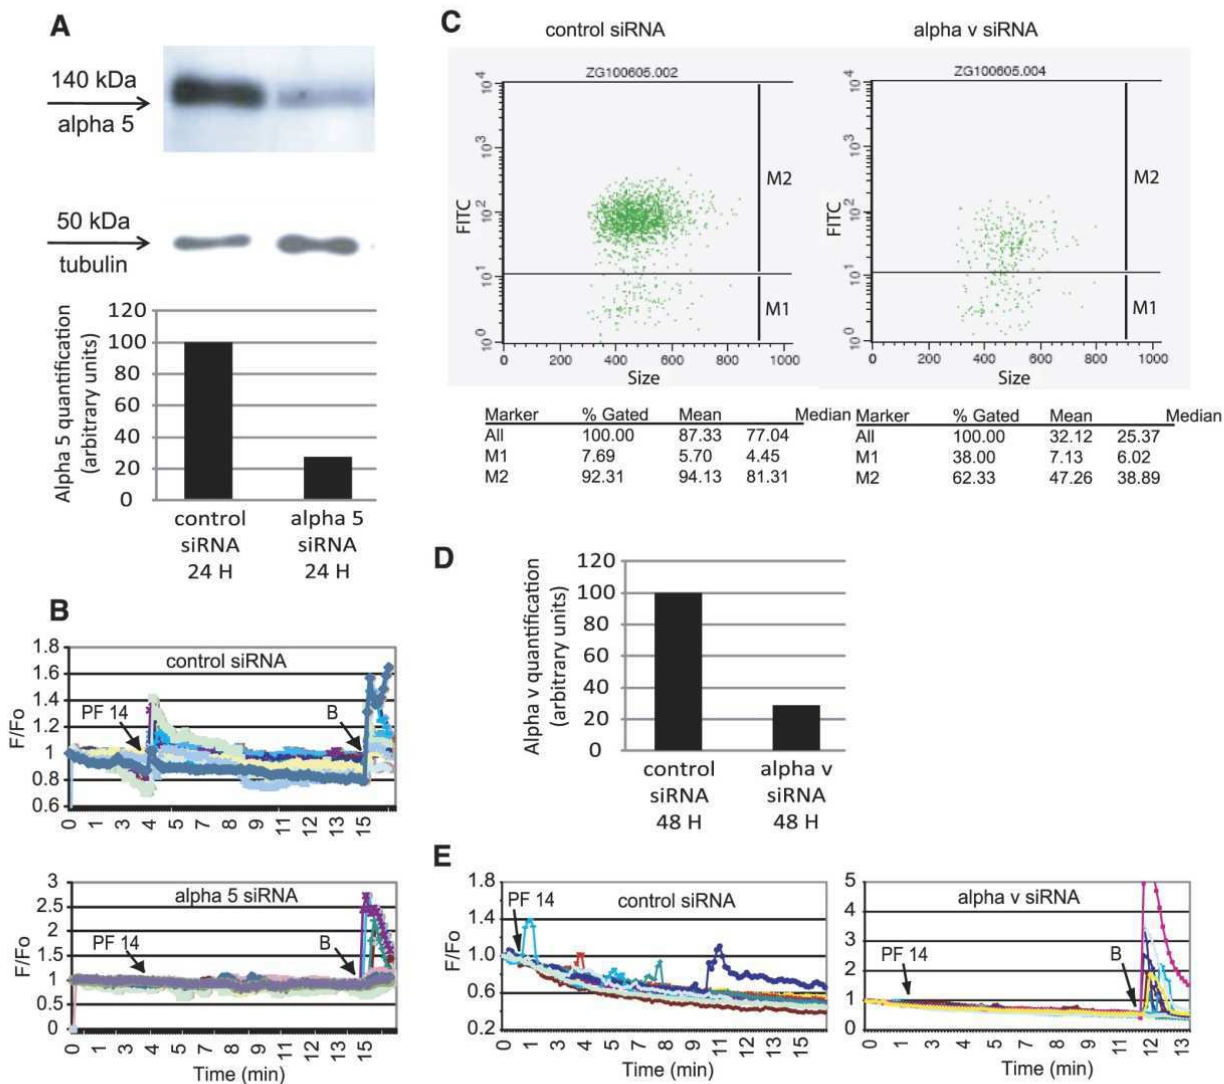 A
140 kDa
alpha 5
50 kDa
tubulin
Alpha 5 quantification
(arbitrary units)
120
100
80
60
40
20
0
control
siRNA
24 H
alpha 5
siRNA
24 H
B
F/Fo
1.8
1.6
1.4
1.2
1
0.8
0.6
control siRNA
PF 14
B
0 1 3 4 5 7 8 9 11 12 13 15
3
2.5
2
1.5
1
0.5
0
alpha 5 siRNA
PF 14
B
0 1 3 4 5 7 8 9 11 12 13 15
Time (min)
C
control siRNA
ZG100605.002
FITC
10^4
10^3
10^2
10^1
10^0
M2
M1
0 200 400 600 800 1000
Size
Marker % Gated Mean Median
All 100.00 87.33 77.04
M1 7.69 5.70 4.45
M2 92.31 94.13 81.31
alpha v siRNA
ZG100605.004
FITC
10^4
10^3
10^2
10^1
10^0
M2
M1
0 200 400 600 800 1000
Size
Marker % Gated Mean Median
All 100.00 32.12 25.37
M1 38.00 7.13 6.02
M2 62.33 47.26 38.89
D
Alpha v quantification
(arbitrary units)
120
100
80
60
40
20
0
control
siRNA
48 H
alpha v
siRNA
48 H
E
F/Fo
1.8
1.4
1.0
0.6
0.2
control siRNA
PF 14
0 1 3 4 5 7 8 9 11 12 13 15
Time (min)
5
4
3
2
1
0
alpha v siRNA
PF 14
B
0 1 3 4 5 7 8 9 11 12 13
Time (min)